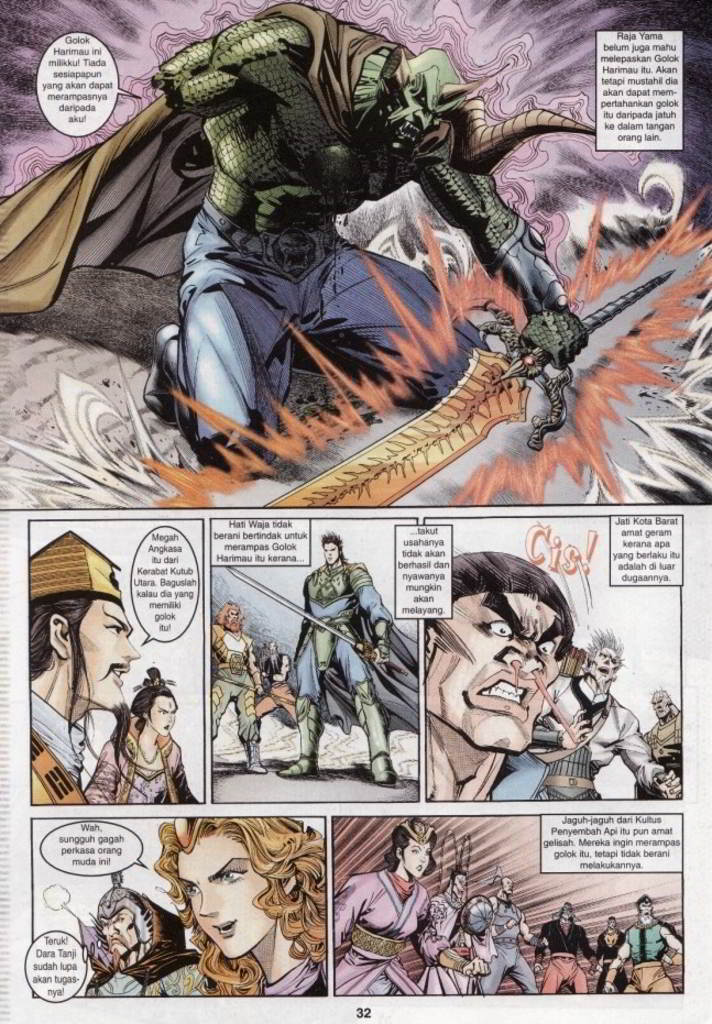 Golok
Harimau ini
milikku! Tiada
sesiapapun
yang akan dapat
merampasnya
daripada
aku!
Raja Yama
belum juga mahu
melepaskan Golok
Harimau itu. Akan
tetapi mustahil dia
akan dapat mem-
pertahankan golok
itu daripada jatuh
ke dalam tangan
orang lain.
Megah
Angkasa
itu dari
Kerabat Kutub
Utara. Baguslah
kalau dia yang
memiliki
golok
itu!
Hati Waja tidak
berani bertindak untuk
merampas Golok
Harimau itu kerana...
...takut
usahanya
tidak akan
berhasil dan
nyawanya
mungkin
akan
melayang.
Cis!
Jati Kota Barat
amat geram
kerana apa
yang berlaku itu
adalah di luar
dugaannya.
Wah,
sungguh gagah
perkasa orang
muda ini!
Teruk!
Dara Tanji
sudah lupa
akan tugas-
nya!
Jaguh-jaguh dari Kultus
Penyembah Api itu pun amat
gelisah. Mereka ingin merampas
golok itu, tetapi tidak berani
melakukannya.
32